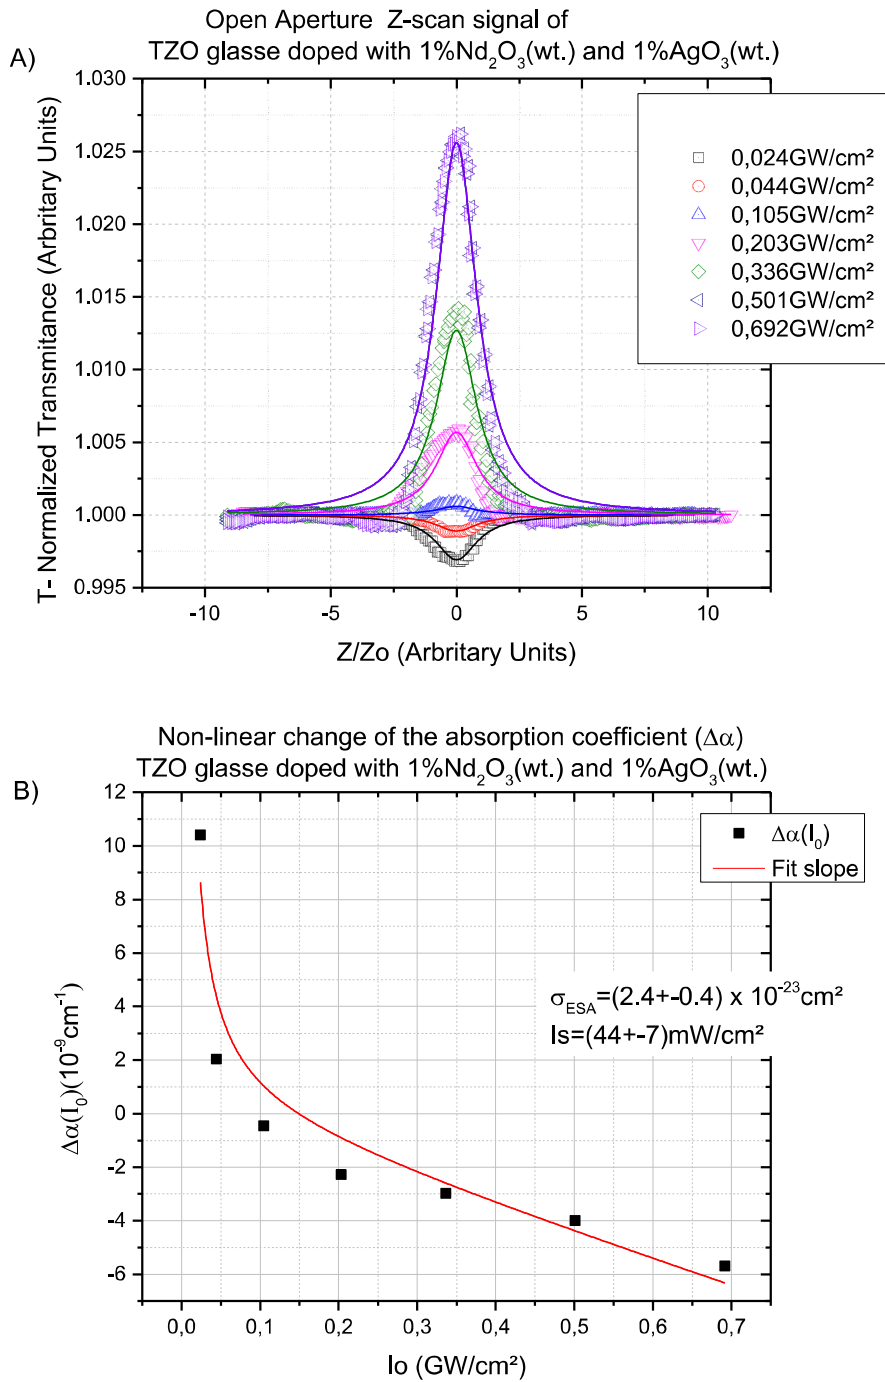 Open Aperture Z-scan signal of
TZO glasse doped with 1%Nd₂O₃(wt.) and 1%AgO₃(wt.)
A)
T- Normalized Transmitance (Arbritary Units)
1.030
1.025
1.020
1.015
1.010
1.005
1.000
0.995
-10 -5 0 5 10
Z/Zo (Arbritary Units)
0,024GW/cm²
0,044GW/cm²
0,105GW/cm²
0,203GW/cm²
0,336GW/cm²
0,501GW/cm²
0,692GW/cm²
Non-linear change of the absorption coefficient (Δα)
TZO glasse doped with 1%Nd₂O₃(wt.) and 1%AgO₃(wt.)
B)
Δα(I₀)(10⁻⁹cm⁻¹)
12
10
8
6
4
2
0
-2
-4
-6
Δα(I₀)
Fit slope
σ_ESA=(2.4+-0.4) x 10⁻²³cm²
Is=(44+-7)mW/cm²
0,0 0,1 0,2 0,3 0,4 0,5 0,6 0,7
Io (GW/cm²)